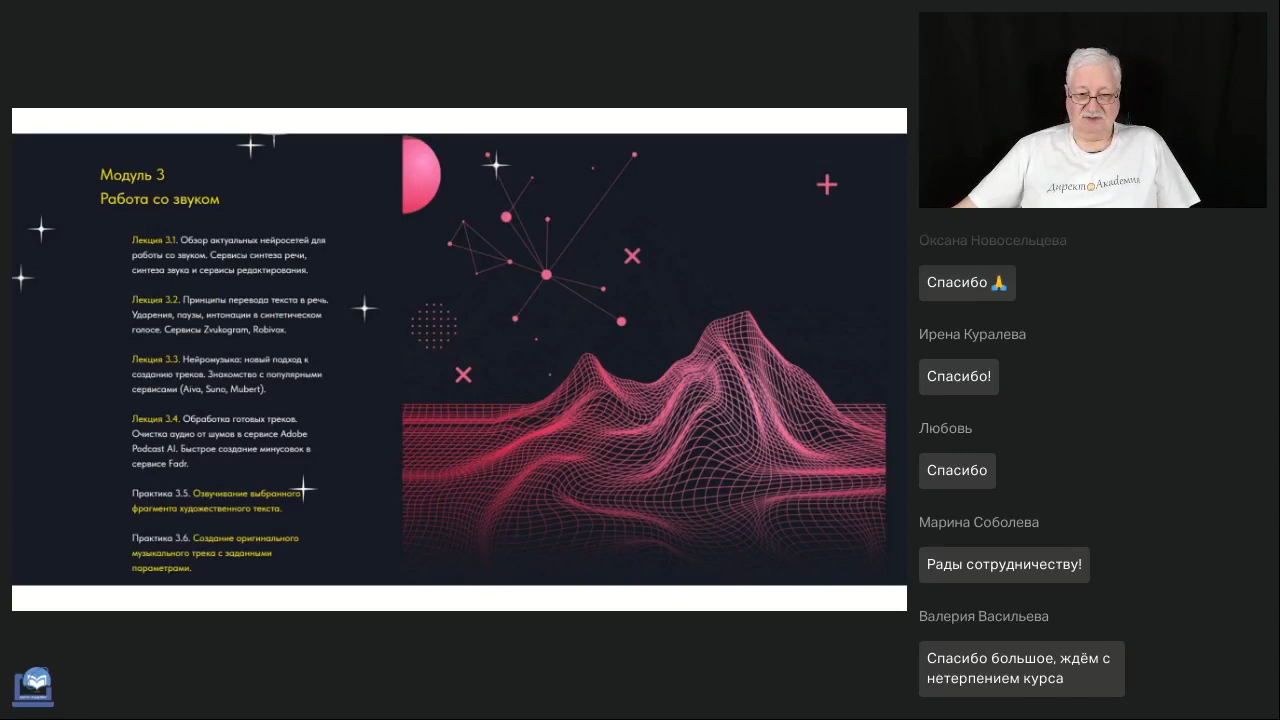 Модуль 3
Работа со звуком
Лекция 3.1. Обзор актуальных нейросетей для
работы со звуком. Сервисы синтеза речи,
синтеза звука и сервисы редактирования.
Лекция 3.2. Принципы перевода текста в речь.
Ударения, паузы, интонации в синтетическом
голосе. Сервисы Zvukogram, Robivox.
Лекция 3.3. Нейромузыка: новый подход к
созданию треков. Знакомство с популярными
сервисами (Aiva, Suno, Mubert).
Лекция 3.4. Обработка готовых треков.
Очистка аудио от шумов в сервисе Adobe
Podcast AI. Быстрое создание минусовок в
сервисе Fadr.
Практика 3.5. Озвучивание выбранного
фрагмента художественного текста.
Практика 3.6. Создание оригинального
музыкального трека с заданными
параметрами.
Директ Академия
Оксана Новосельцева
Спасибо 🙏
Ирена Куралева
Спасибо!
Любовь
Спасибо
Марина Соболева
Рады сотрудничеству!
Валерия Васильева
Спасибо большое, ждём с
нетерпением курса